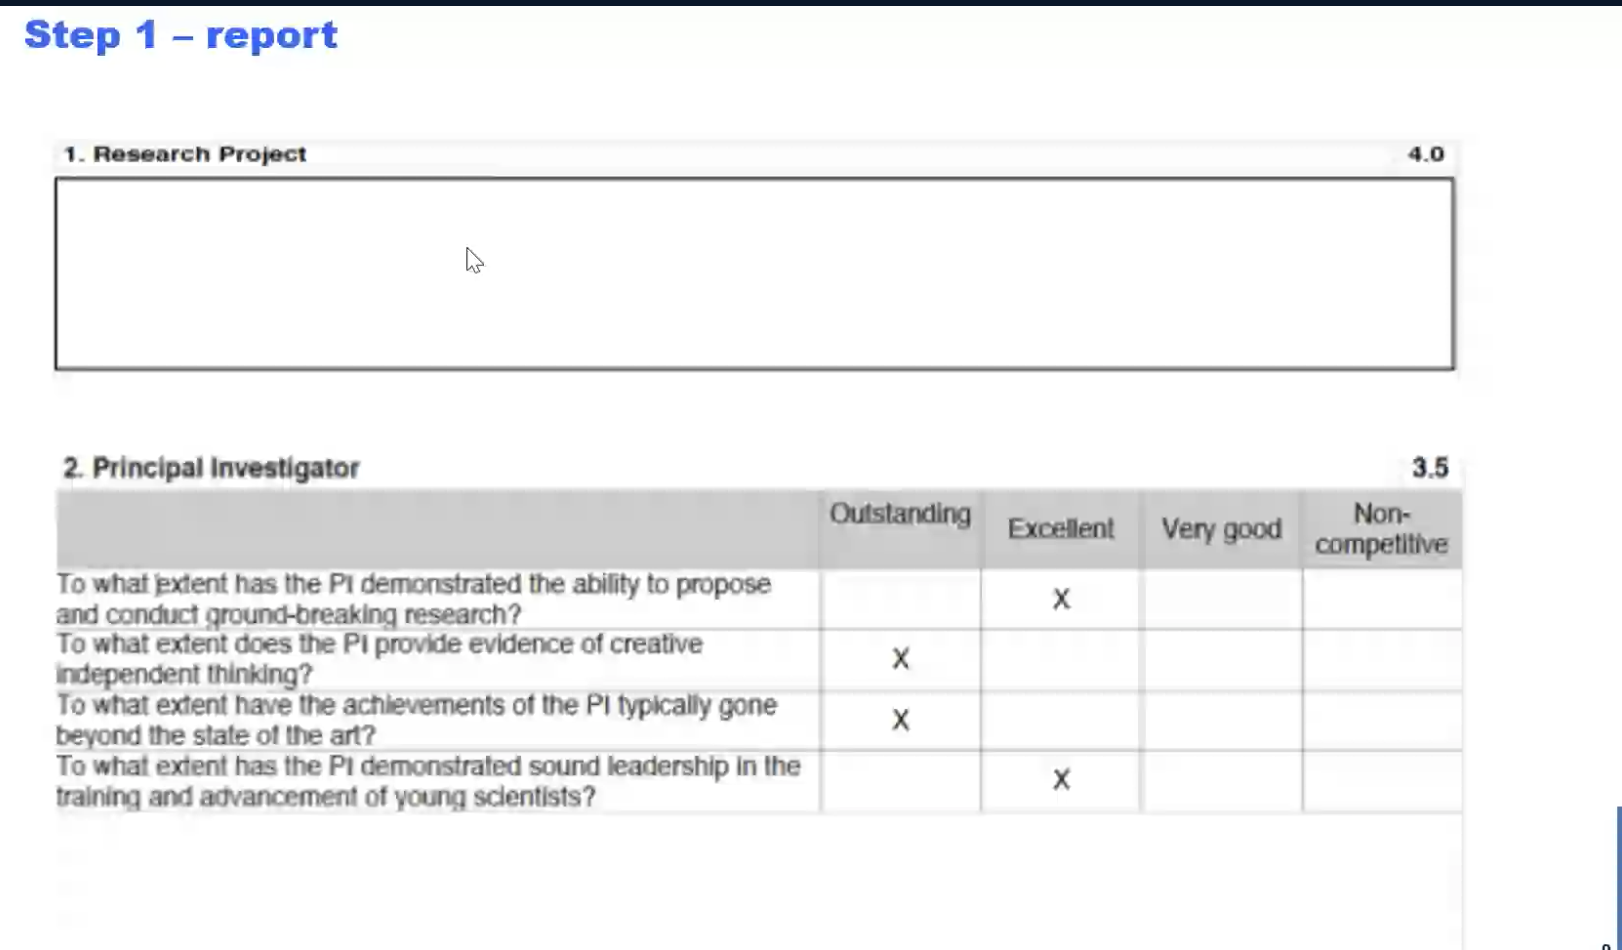 Step 1 – report
1. Research Project 4.0
2. Principal Investigator 3.5
Outstanding Excellent Very good Non-
competitive
To what extent has the PI demonstrated the ability to propose
and conduct ground-breaking research? X
To what extent does the PI provide evidence of creative
independent thinking? X
To what extent have the achievements of the PI typically gone
beyond the state of the art? X
To what extent has the PI demonstrated sound leadership in the
training and advancement of young scientists? X